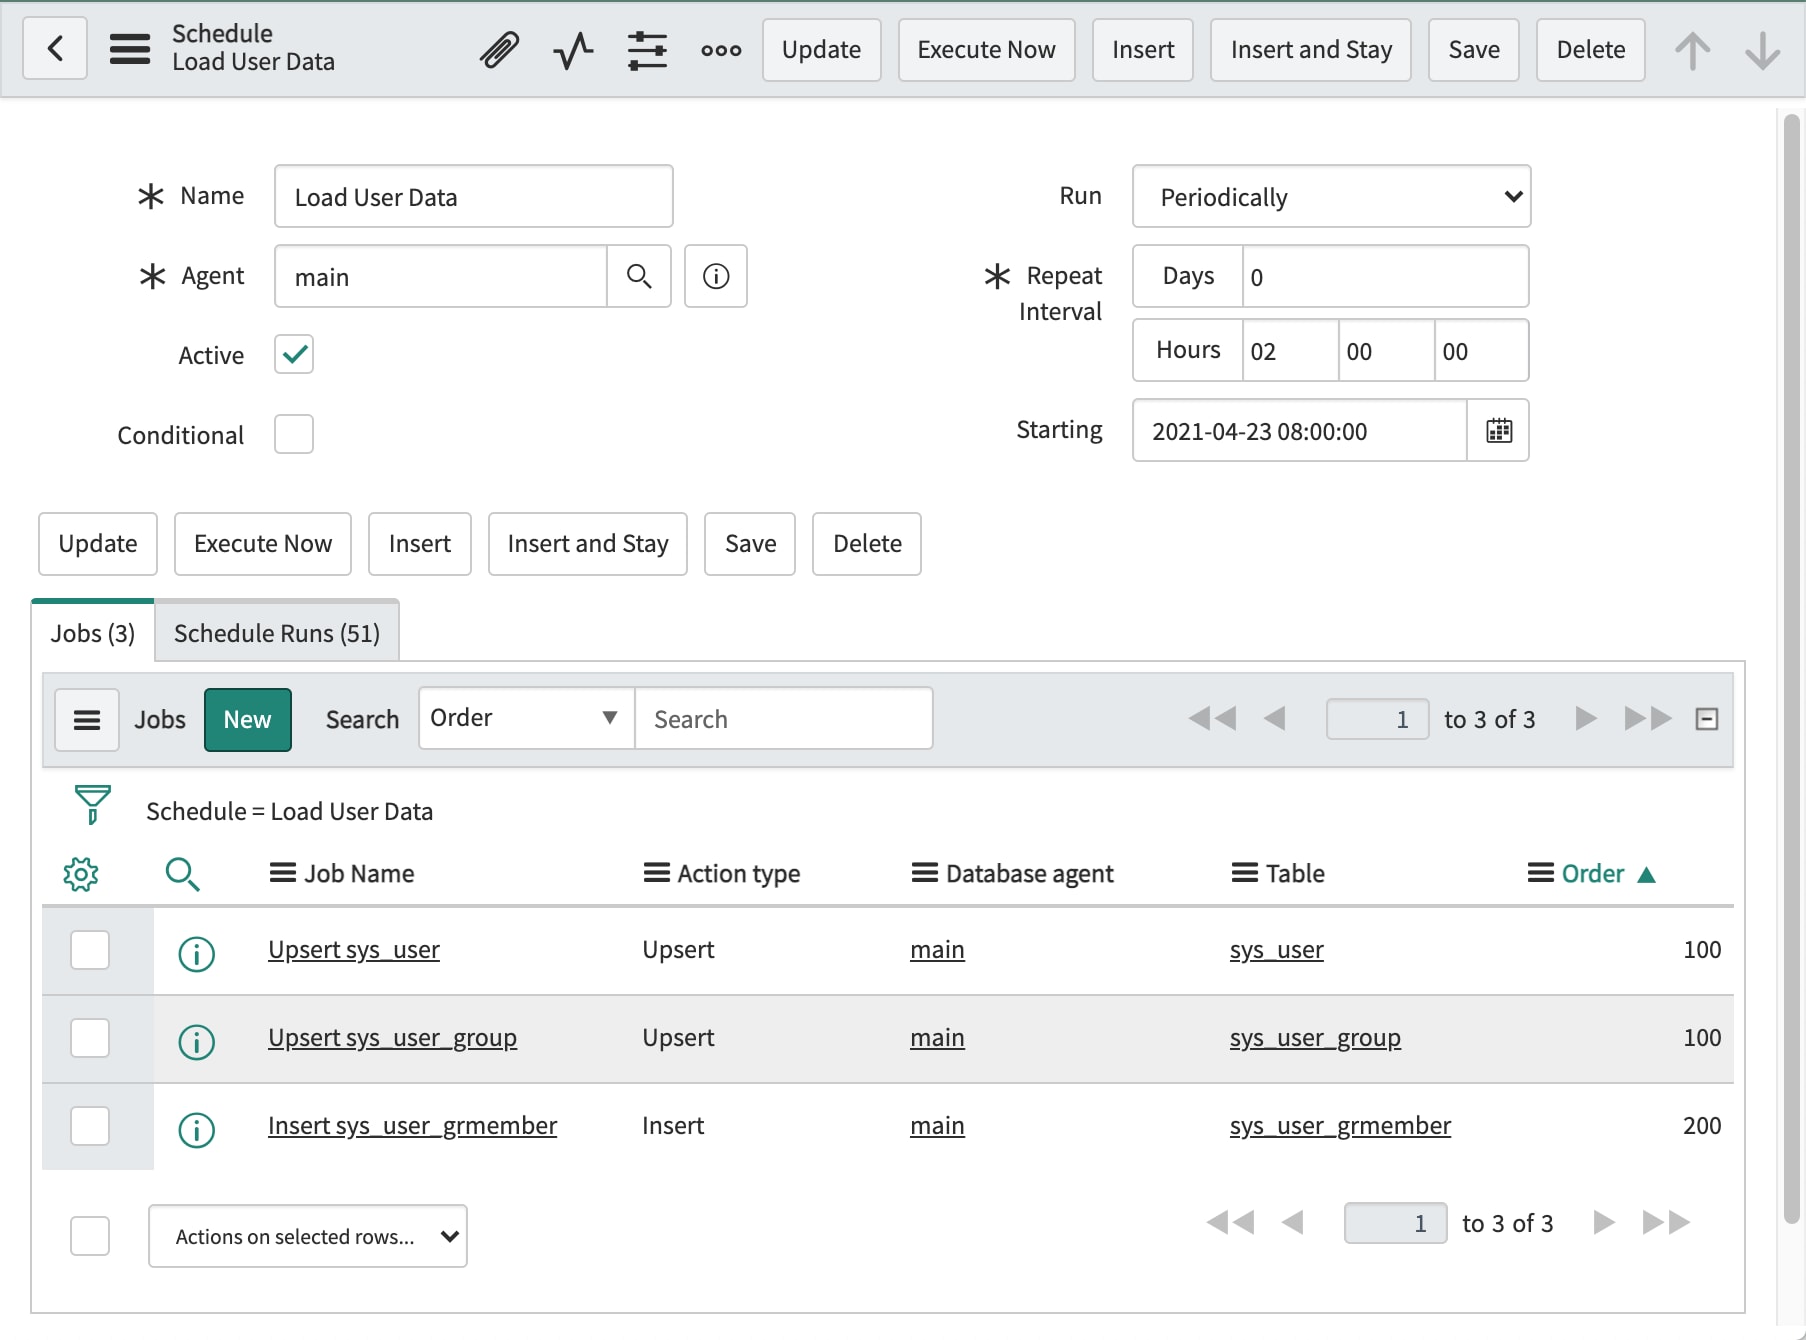 Schedule
Load User Data
Update
Execute Now
Insert
Insert and Stay
Save
Delete
Name
Load User Data
Run
Periodically
Agent
main
Repeat
Interval
Days
0
Hours
02
00
00
Active
Conditional
Starting
2021-04-23 08:00:00
Update
Execute Now
Insert
Insert and Stay
Save
Delete
Jobs (3)
Schedule Runs (51)
Jobs
New
Search
Order
Search
1
to 3 of 3
Schedule = Load User Data
Job Name
Action type
Database agent
Table
Order
Upsert sys_user
Upsert
main
sys_user
100
Upsert sys_user_group
Upsert
main
sys_user_group
100
Insert sys_user_grmember
Insert
main
sys_user_grmember
200
Actions on selected rows...
1
to 3 of 3